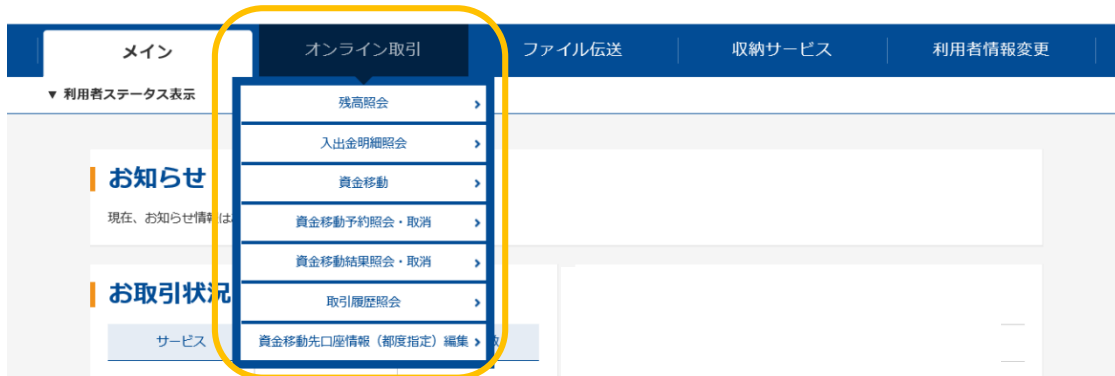 メイン
オンライン取引
ファイル伝送
収納サービス
利用者情報変更
▼ 利用者ステータス表示
残高照会
入出金明細照会
資金移動
資金移動予約照会・取消
資金移動結果照会・取消
取引履歴照会
資金移動先口座情報（都度指定）編集
お知らせ
現在、お知らせ情報は
お取引状況
サービス
数